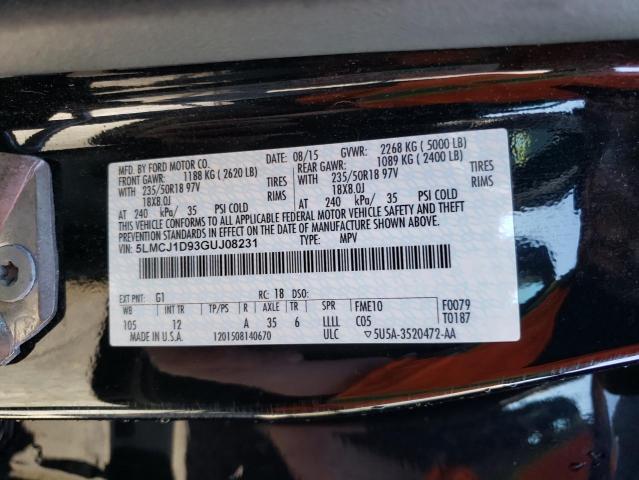 MFD. BY FORD MOTOR CO.
08/15 GVWR: 2268 KG ( 5000 LB)
FRONT GAWR: 1188 KG ( 2620 LB)
REAR GAWR: 1089 KG ( 2400 LB)
WITH 235/50R18 97V TIRES
WITH 235/50R18 97V TIRES
18X8.0J RIMS
18X8.0J RIMS
AT 240 kPa/ 35 PSI COLD
AT 240 kPa/ 35 PSI COLD
THIS VEHICLE CONFORMS TO ALL APPLICABLE FEDERAL MOTOR VEHICLE SAFETY AND THEFT
PREVENTION STANDARDS IN EFFECT ON THE DATE OF MANUFACTURE SHOWN ABOVE.
VIN: 5LMCJ1D93GUJ08231
TYPE: MPV
EXT PNT: G1 RC: 18 DSO:
WB INT TR TP/PS R AX TR SPR FME10 F0079
105 12 A 35 6 LLLL C05 T0187
MADE IN U.S.A. 1201508140670 ULC 5U5A-3520472-AA